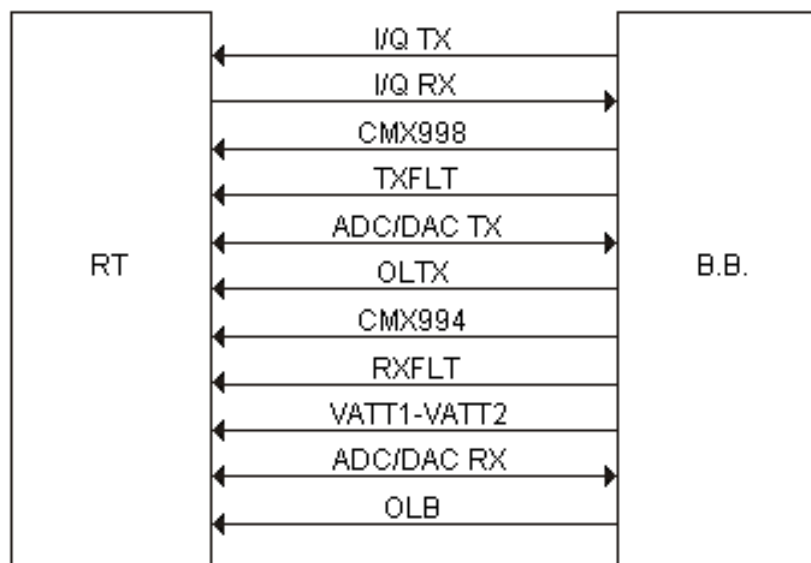 I/Q TX
I/Q RX
CMX998
TXFLT
ADC/DAC TX
RT
B.B.
OLTX
CMX994
RXFLT
VATT1-VATT2
ADC/DAC RX
OLB